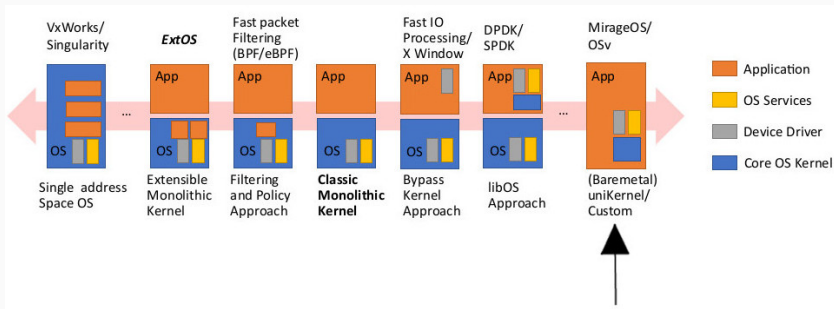 VxWorks/
Singularity
OS
Single address
Space OS
...
ExtOS
App
OS
Extensible
Monolithic
Kernel
Fast packet
Filtering
(BPF/eBPF)
App
OS
Filtering
and Policy
Approach
App
OS
Classic
Monolithic
Kernel
Fast IO
Processing/
X Window
App
OS
Bypass
Kernel
Approach
DPDK/
SPDK
App
OS
libOS
Approach
...
MirageOS/
OSv
App
(Baremetal)
uniKernel/
Custom
Application
OS Services
Device Driver
Core OS Kernel